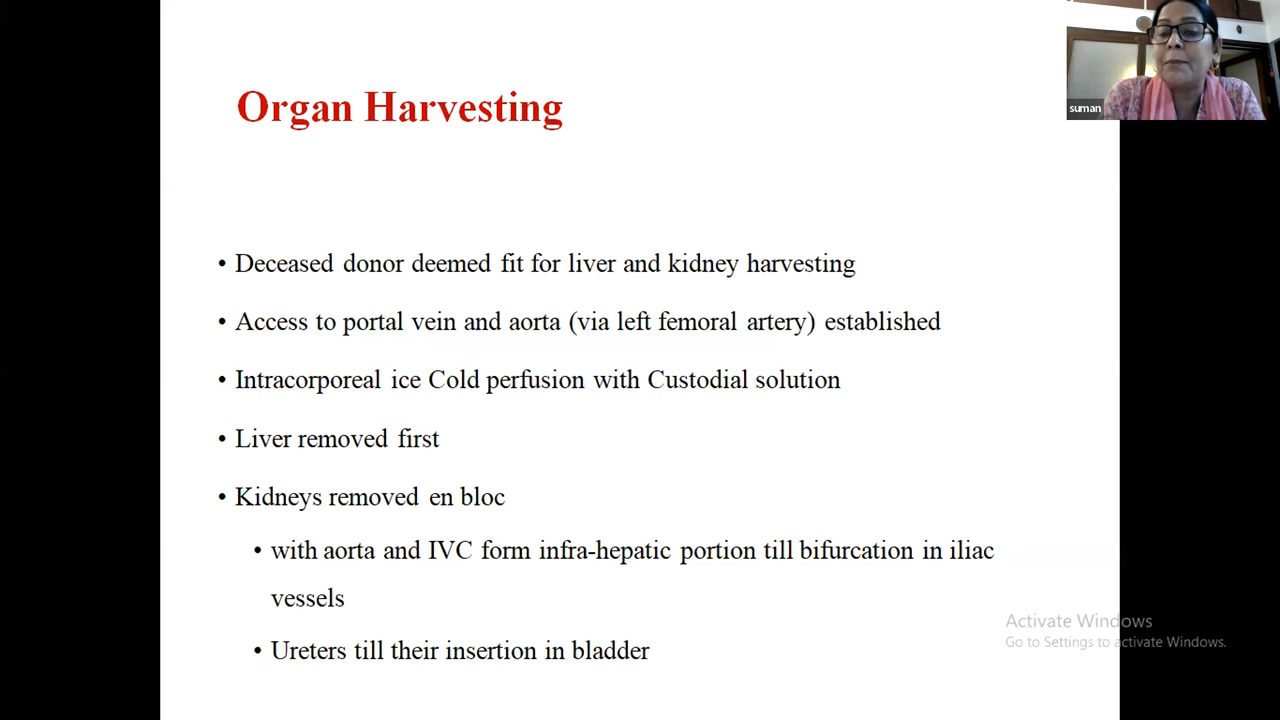 Organ Harvesting
• Deceased donor deemed fit for liver and kidney harvesting
• Access to portal vein and aorta (via left femoral artery) established
• Intracorporeal ice Cold perfusion with Custodial solution
• Liver removed first
• Kidneys removed en bloc
• with aorta and IVC form infra-hepatic portion till bifurcation in iliac
vessels
• Ureters till their insertion in bladder
suman
Activate Windows
Go to Settings to activate Windows.